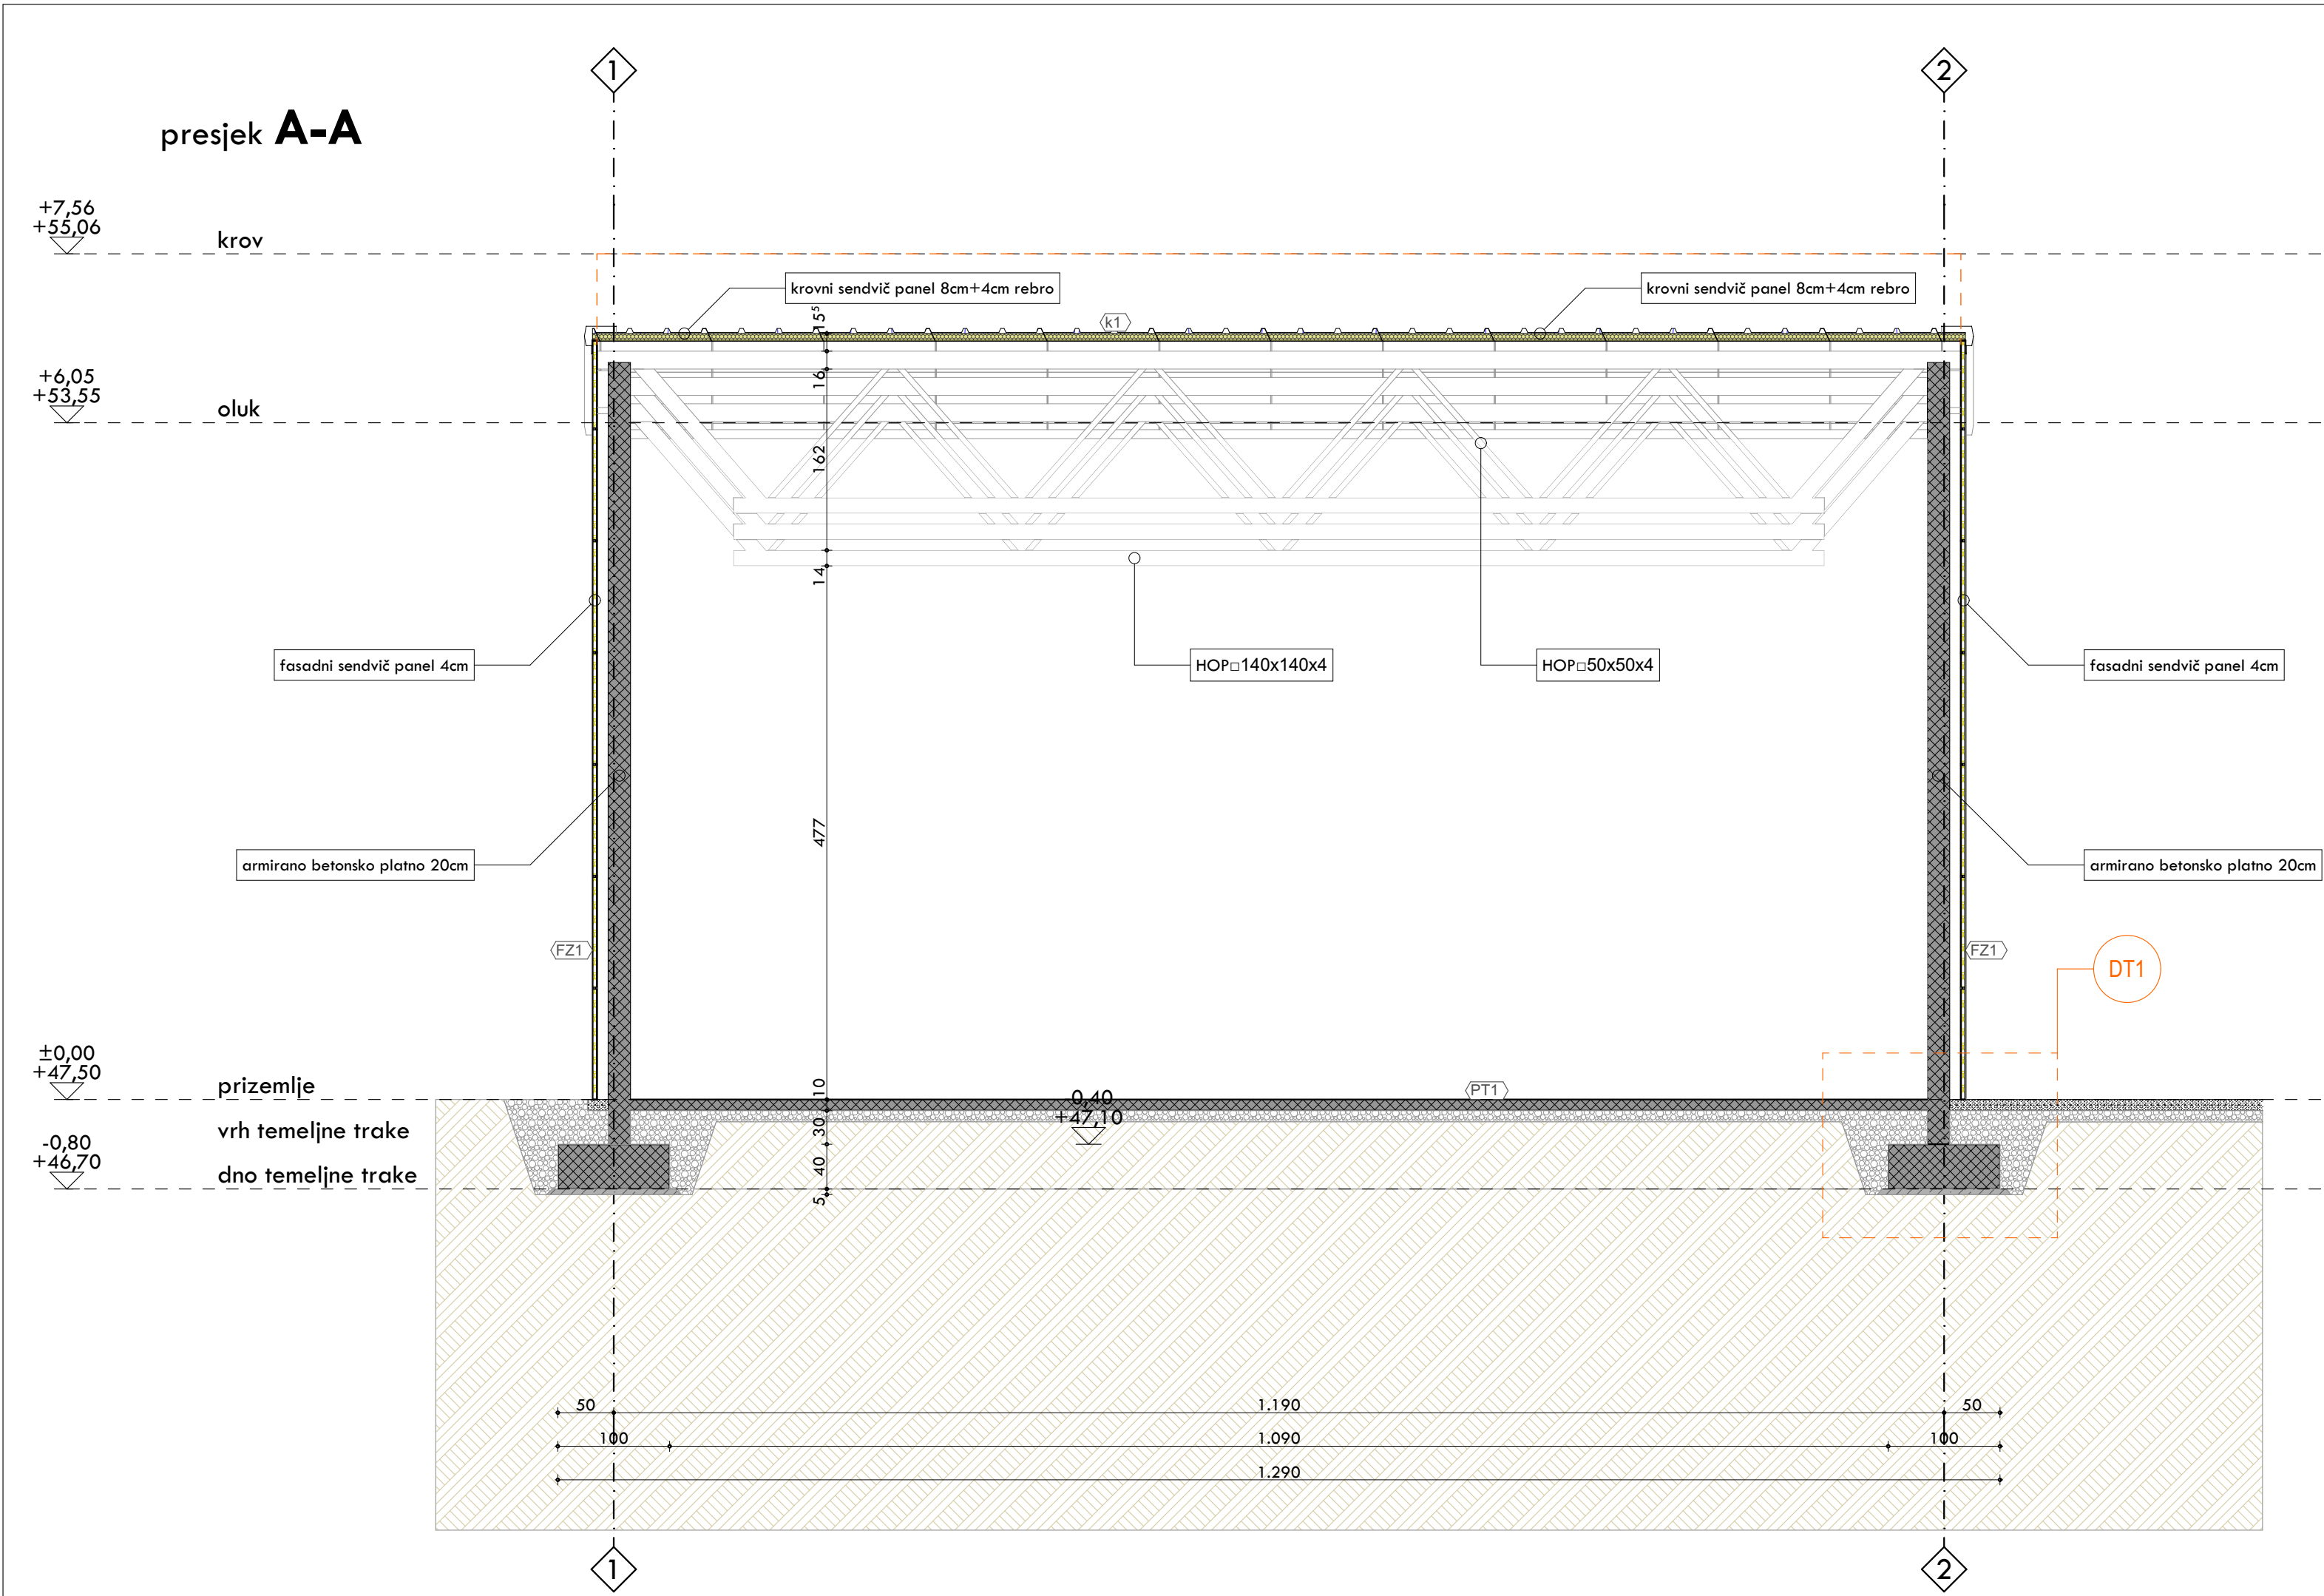 1
2
presjek A-A
+7,56
+55,06
krov
krovni sendvič panel 8cm+4cm rebro
krovni sendvič panel 8cm+4cm rebro
k1
15⁵
+6,05
+53,55
oluk
16
162
14
HOP□140x140x4
HOP□50x50x4
fasadni sendvič panel 4cm
fasadni sendvič panel 4cm
477
armirano betonsko platno 20cm
armirano betonsko platno 20cm
FZ1
FZ1
DT1
±0,00
+47,50
prizemlje
10
PT1
0,40
+47,10
vrh temeljne trake
30
-0,80
+46,70
dno temeljne trake
40
5
50
1.190
50
100
1.090
100
1.290
1
2